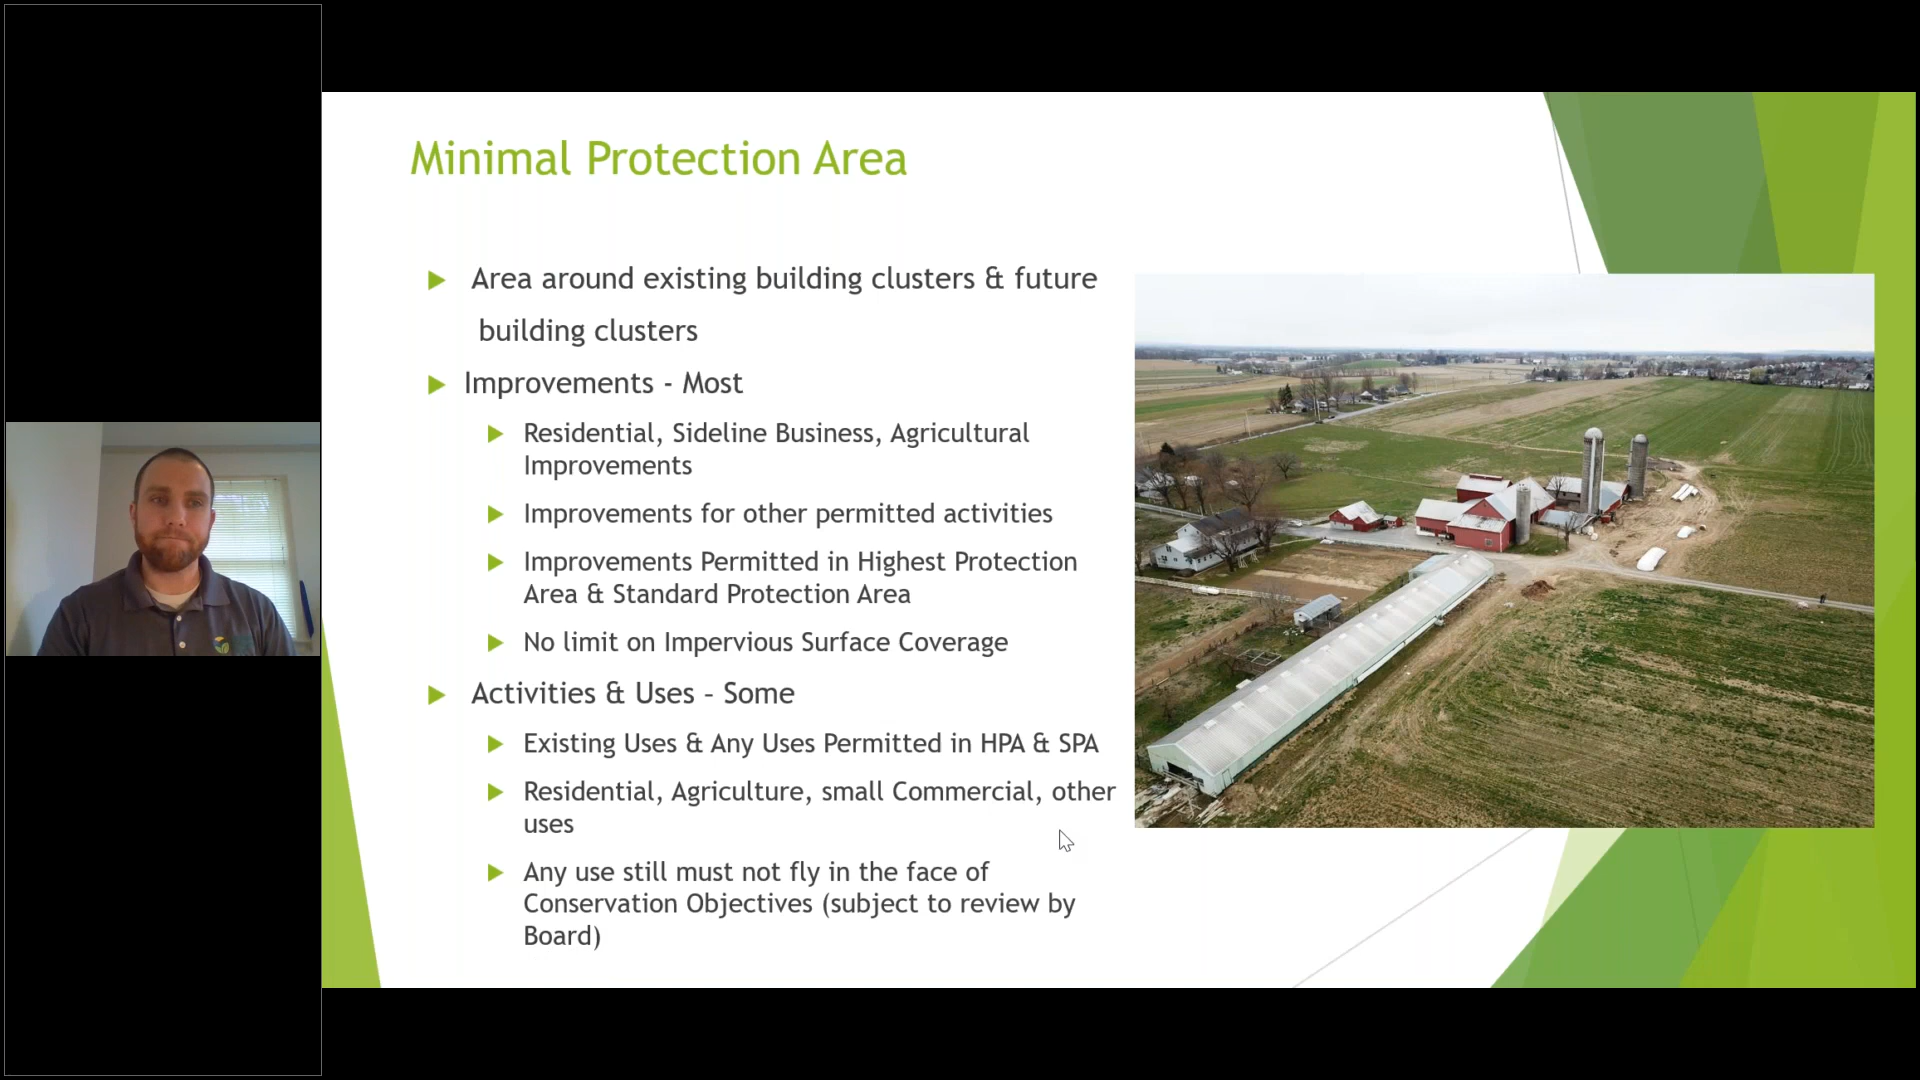 Minimal Protection Area
Area around existing building clusters & future
building clusters
Improvements - Most
Residential, Sideline Business, Agricultural
Improvements
Improvements for other permitted activities
Improvements Permitted in Highest Protection
Area & Standard Protection Area
No limit on Impervious Surface Coverage
Activities & Uses – Some
Existing Uses & Any Uses Permitted in HPA & SPA
Residential, Agriculture, small Commercial, other
uses
Any use still must not fly in the face of
Conservation Objectives (subject to review by
Board)